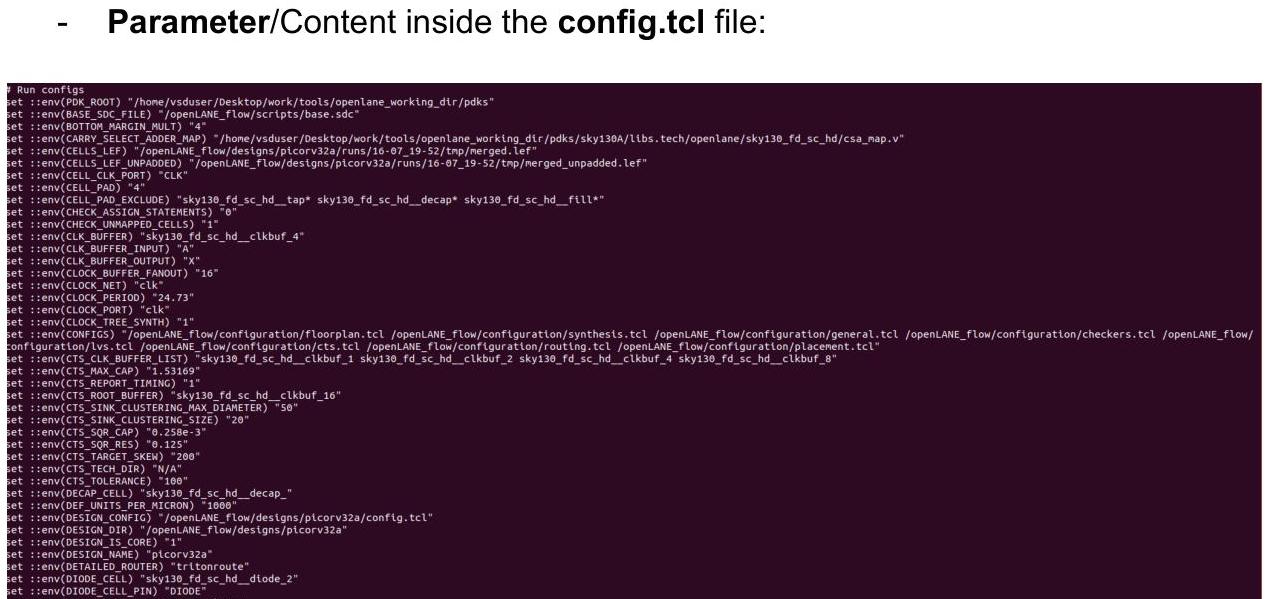 - Parameter/Content inside the config.tcl file:
# Run configs
set ::env(PDK_ROOT) "/home/vsduser/Desktop/work/tools/openlane_working_dir/pdks"
set ::env(BASE_SDC_FILE) "/openLANE_flow/scripts/base.sdc"
set ::env(BOTTOM_MARGIN_MULT) "4"
set ::env(CARRY_SELECT_ADDER_MAP) "/home/vsduser/Desktop/work/tools/openlane_working_dir/pdks/sky130A/libs.tech/openlane/sky130_fd_sc_hd/csa_map.v"
set ::env(CELLS_LEF) "/openLANE_flow/designs/picorv32a/runs/16-07_19-52/tmp/merged.lef"
set ::env(CELLS_LEF_UNPADDED) "/openLANE_flow/designs/picorv32a/runs/16-07_19-52/tmp/merged_unpadded.lef"
set ::env(CELL_CLK_PORT) "CLK"
set ::env(CELL_PAD) "4"
set ::env(CELL_PAD_EXCLUDE) "sky130_fd_sc_hd__tap* sky130_fd_sc_hd__decap* sky130_fd_sc_hd__fill*"
set ::env(CHECK_ASSIGN_STATEMENTS) "0"
set ::env(CHECK_UNMAPPED_CELLS) "1"
set ::env(CLK_BUFFER) "sky130_fd_sc_hd__clkbuf_4"
set ::env(CLK_BUFFER_INPUT) "A"
set ::env(CLK_BUFFER_OUTPUT) "X"
set ::env(CLOCK_BUFFER_FANOUT) "16"
set ::env(CLOCK_NET) "clk"
set ::env(CLOCK_PERIOD) "24.73"
set ::env(CLOCK_PORT) "clk"
set ::env(CLOCK_TREE_SYNTH) "1"
set ::env(CONFIGS) "/openLANE_flow/configuration/floorplan.tcl /openLANE_flow/configuration/synthesis.tcl /openLANE_flow/configuration/general.tcl /openLANE_flow/configuration/checkers.tcl /openLANE_flow/
configuration/lvs.tcl /openLANE_flow/configuration/cts.tcl /openLANE_flow/configuration/routing.tcl /openLANE_flow/configuration/placement.tcl"
set ::env(CTS_CLK_BUFFER_LIST) "sky130_fd_sc_hd__clkbuf_1 sky130_fd_sc_hd__clkbuf_2 sky130_fd_sc_hd__clkbuf_4 sky130_fd_sc_hd__clkbuf_8"
set ::env(CTS_MAX_CAP) "1.53169"
set ::env(CTS_REPORT_TIMING) "1"
set ::env(CTS_ROOT_BUFFER) "sky130_fd_sc_hd__clkbuf_16"
set ::env(CTS_SINK_CLUSTERING_MAX_DIAMETER) "50"
set ::env(CTS_SINK_CLUSTERING_SIZE) "20"
set ::env(CTS_SQR_CAP) "0.258e-3"
set ::env(CTS_SQR_RES) "0.125"
set ::env(CTS_TARGET_SKEW) "200"
set ::env(CTS_TECH_DIR) "N/A"
set ::env(CTS_TOLERANCE) "100"
set ::env(DECAP_CELL) "sky130_fd_sc_hd__decap_"
set ::env(DEF_UNITS_PER_MICRON) "1000"
set ::env(DESIGN_CONFIG) "/openLANE_flow/designs/picorv32a/config.tcl"
set ::env(DESIGN_DIR) "/openLANE_flow/designs/picorv32a"
set ::env(DESIGN_IS_CORE) "1"
set ::env(DESIGN_NAME) "picorv32a"
set ::env(DETAILED_ROUTER) "tritonroute"
set ::env(DIODE_CELL) "sky130_fd_sc_hd__diode_2"
set ::env(DIODE_CELL_PIN) "DIODE"